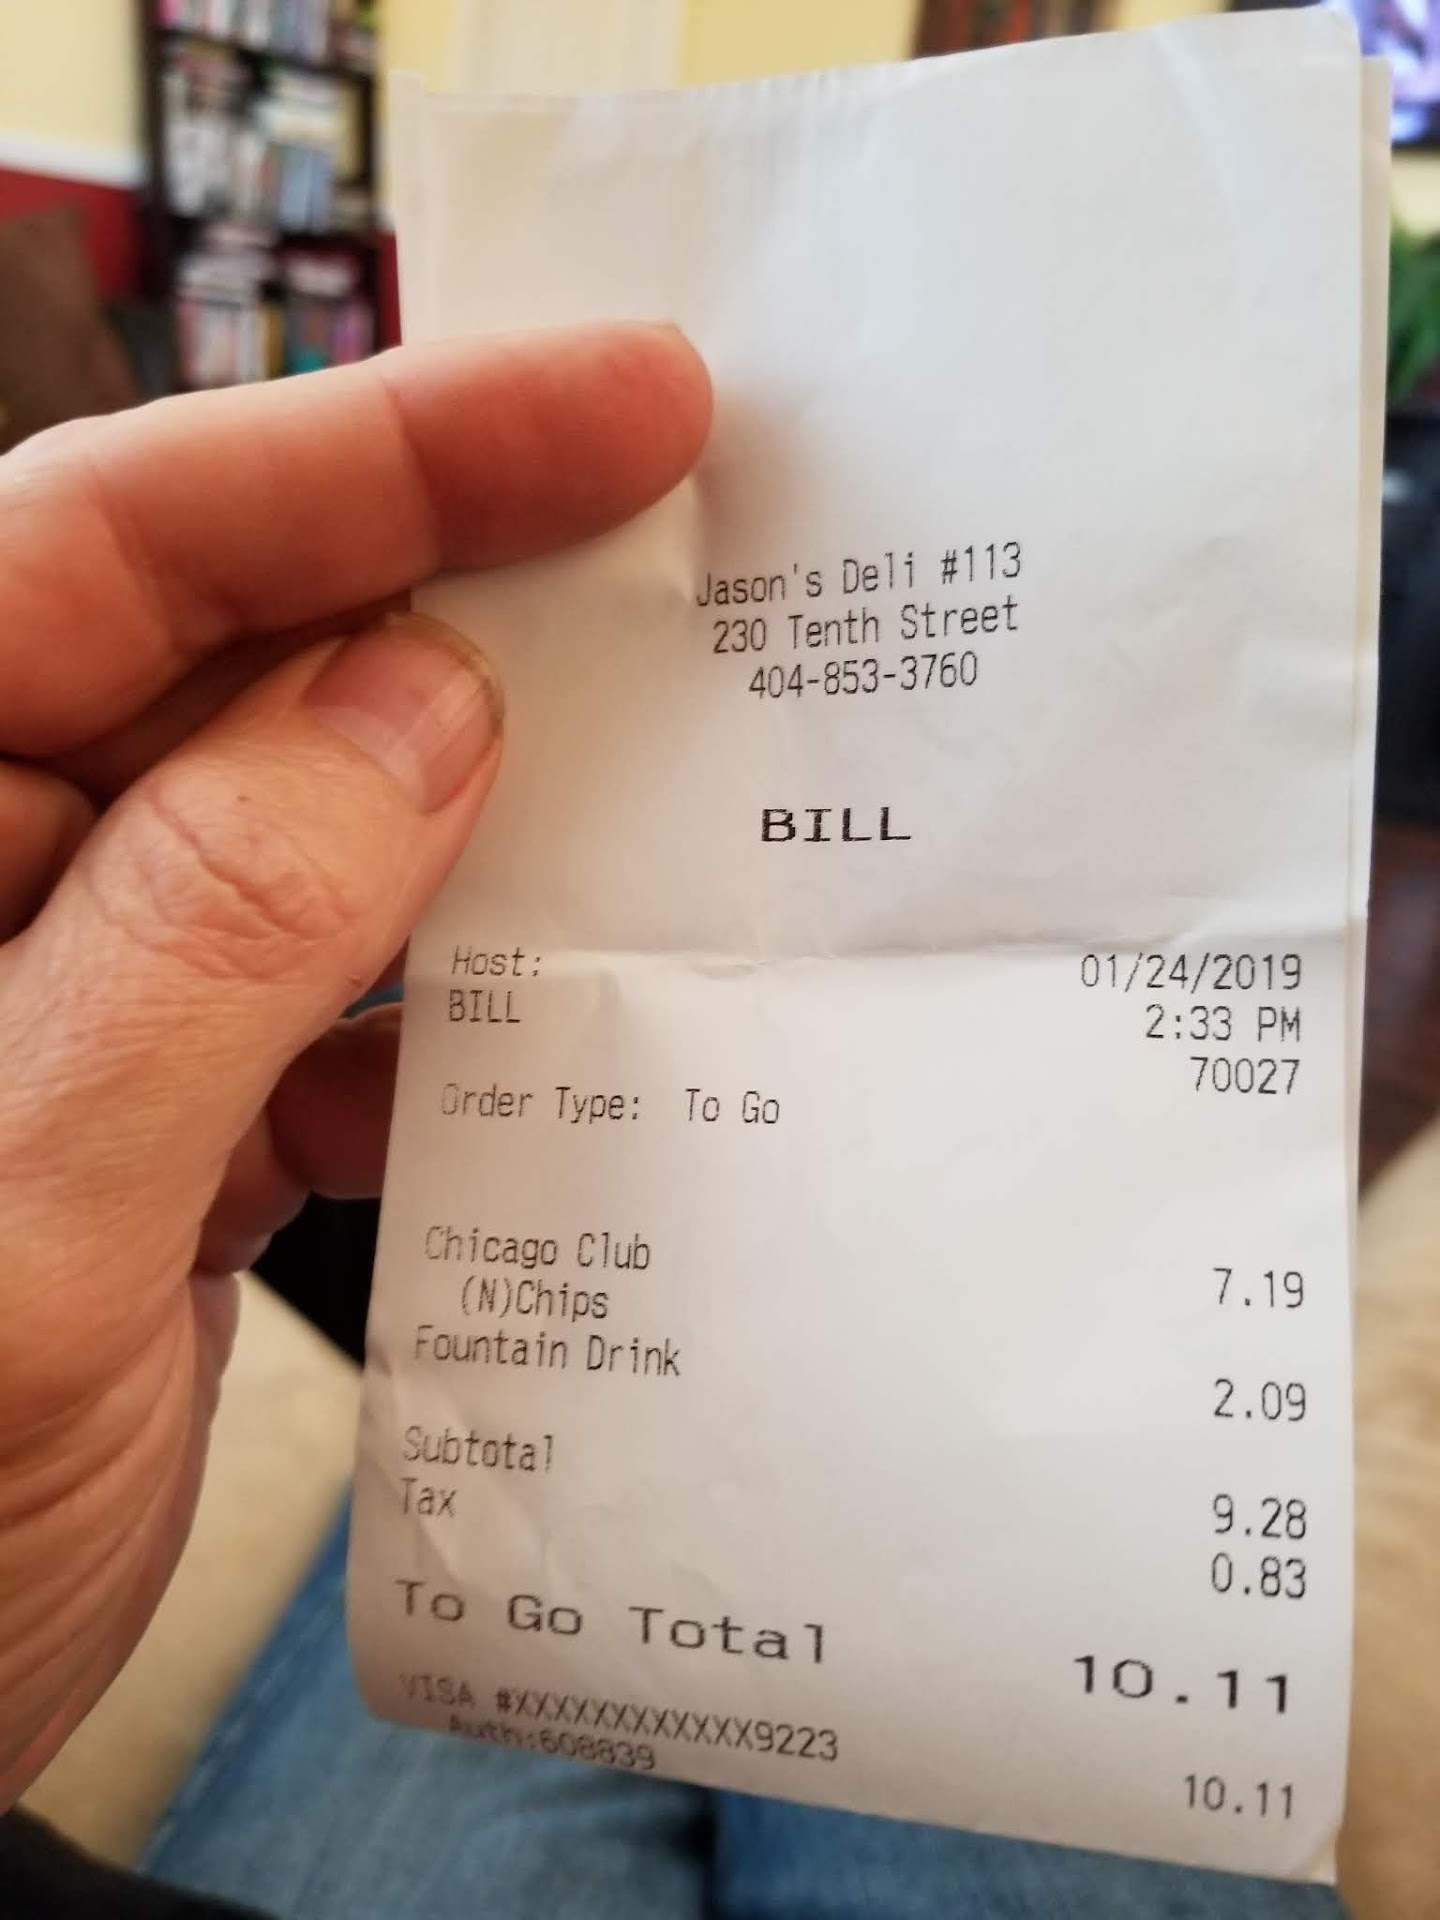 Jason's Deli #113
230 Tenth Street
404-853-3760
BILL
Host:
BILL
01/24/2019
2:33 PM
70027
Order Type: To Go
Chicago Club 7.19
(N)Chips
Fountain Drink 2.09
Subtotal 9.28
Tax 0.83
To Go Total 10.11
VISA #XXXXXXXXXXXX9223 10.11
Auth:608839